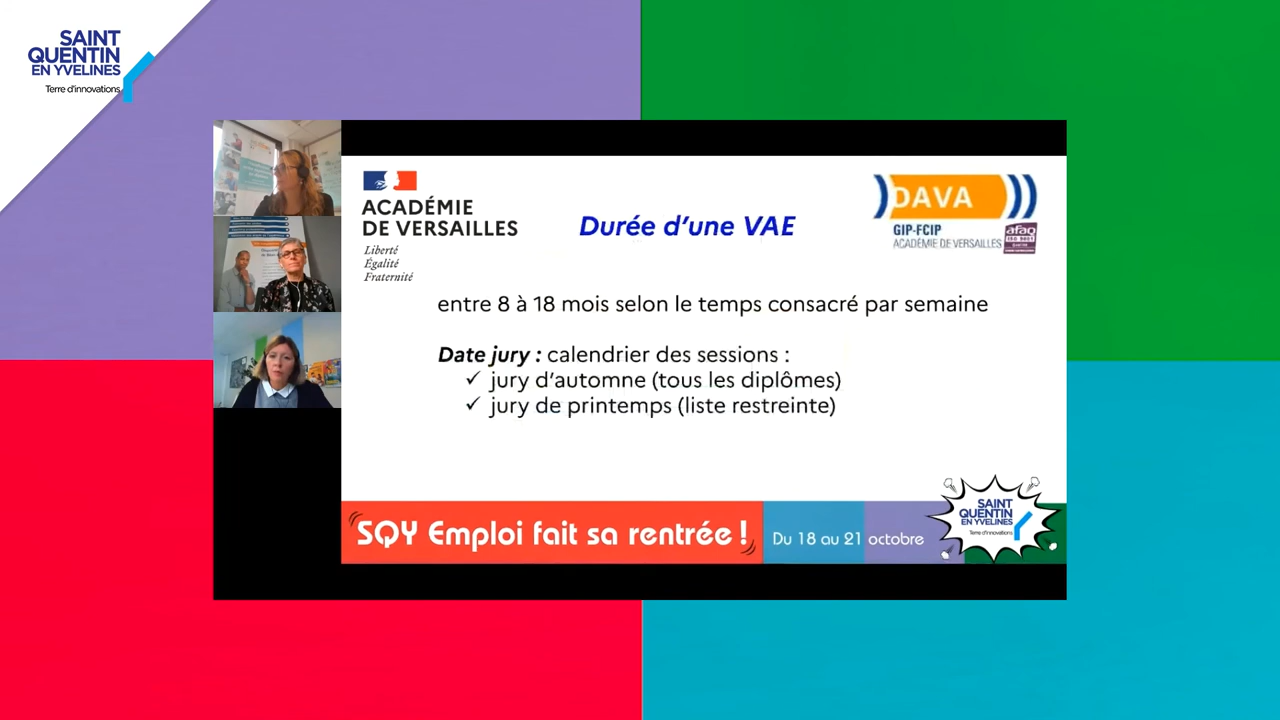 SAINT
QUENTIN
EN YVELINES
Terre d'innovations
ACADÉMIE
DE VERSAILLES
Liberté
Égalité
Fraternité
Durée d'une VAE
DAVA
GIP-FCIP
ACADÉMIE DE VERSAILLES
afaq
ISO 9001
entre 8 à 18 mois selon le temps consacré par semaine
Date jury : calendrier des sessions :
✓ jury d'automne (tous les diplômes)
✓ jury de printemps (liste restreinte)
SQY Emploi fait sa rentrée !
Du 18 au 21 octobre
SAINT
QUENTIN
EN YVELINES
Terre d'innovations